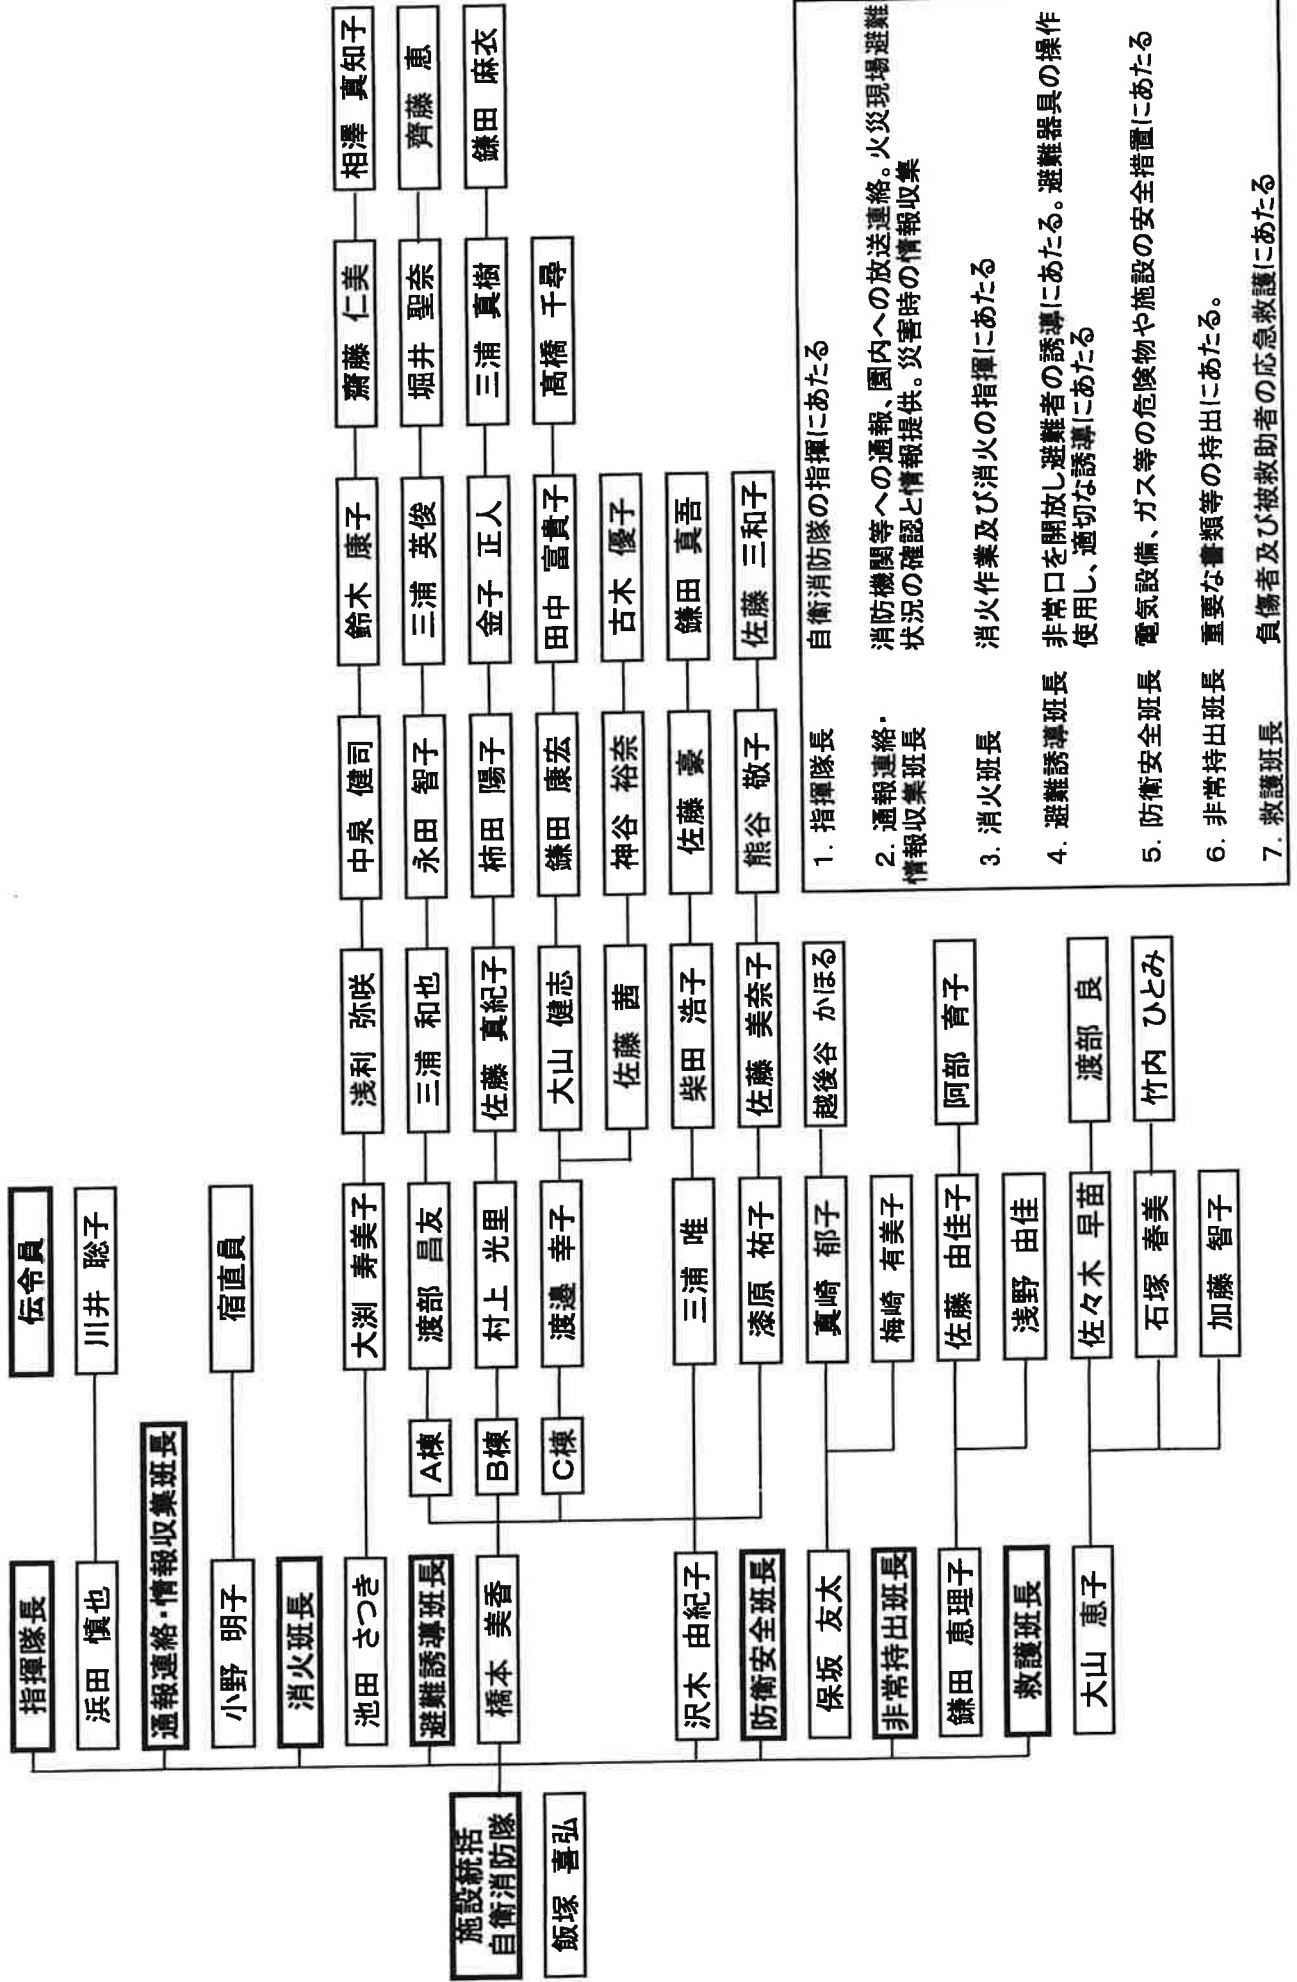 指揮隊長 伝令員
浜田 慎也 川井 聡子
通報連絡・情報収集班長
小野 明子 宿直員
消火班長
池田 さつき 大渕 寿美子 浅利 弥咲 中泉 健司 鈴木 康子 齋藤 仁美 相澤 真知子
避難誘導班長 A棟 渡部 昌友 三浦 和也 永田 智子 三浦 英俊 堀井 聖奈 齊藤 恵
施設統括
自衛消防隊
橋本 美香 B棟 村上 光里 佐藤 真紀子 柿田 陽子 金子 正人 三浦 真樹 鎌田 麻衣
飯塚 喜弘
C棟 渡邉 幸子 大山 健志 鎌田 康宏 田中 富貴子 髙橋 千尋
佐藤 茜 神谷 裕奈 古木 優子
沢木 由紀子 三浦 唯 柴田 浩子 佐藤 豪 鎌田 真吾
防衛安全班長 漆原 祐子 佐藤 美奈子 熊谷 敬子 佐藤 三和子
保坂 友太 真崎 郁子 越後谷 かほる
非常持出班長 梅崎 有美子
鎌田 恵理子 佐藤 由佳子 阿部 育子
救護班長 浅野 由佳
大山 恵子 佐々木 早苗 渡部 良
石塚 春美 竹内 ひとみ
加藤 智子
1. 指揮隊長 自衛消防隊の指揮にあたる
2. 通報連絡・ 消防機関等への通報、園内への放送連絡。火災現場避難
情報収集班長 状況の確認と情報提供。災害時の情報収集
3. 消火班長 消火作業及び消火の指揮にあたる
4. 避難誘導班長 非常口を開放し避難者の誘導にあたる。避難器具の操作
使用し、適切な誘導にあたる
5. 防衛安全班長 電気設備、ガス等の危険物や施設の安全措置にあたる
6. 非常持出班長 重要な書類等の持出にあたる。
7. 救護班長 負傷者及び被救助者の応急救護にあたる